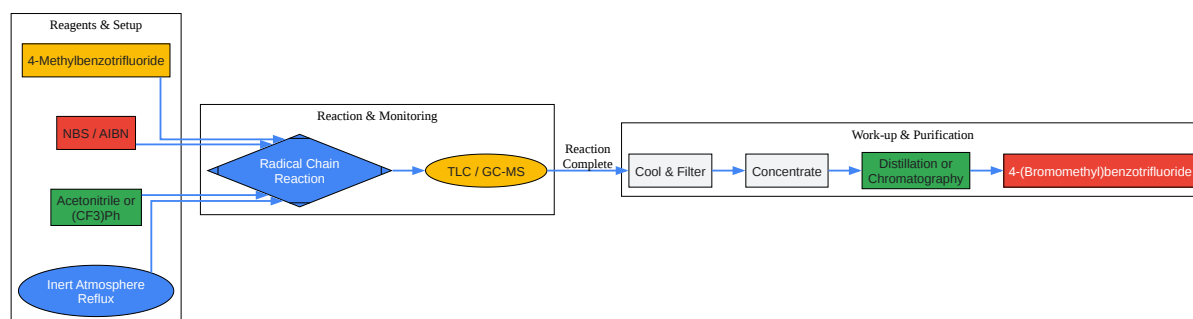 Reagents & Setup
4-Methylbenzotrifluoride
NBS / AIBN
Acetonitrile or
(CF3)Ph
Inert Atmosphere
Reflux
Reaction & Monitoring
Radical Chain
Reaction
TLC / GC-MS
Reaction
Complete
Work-up & Purification
Cool & Filter
Concentrate
Distillation or
Chromatography
4-(Bromomethyl)benzotrifluoride